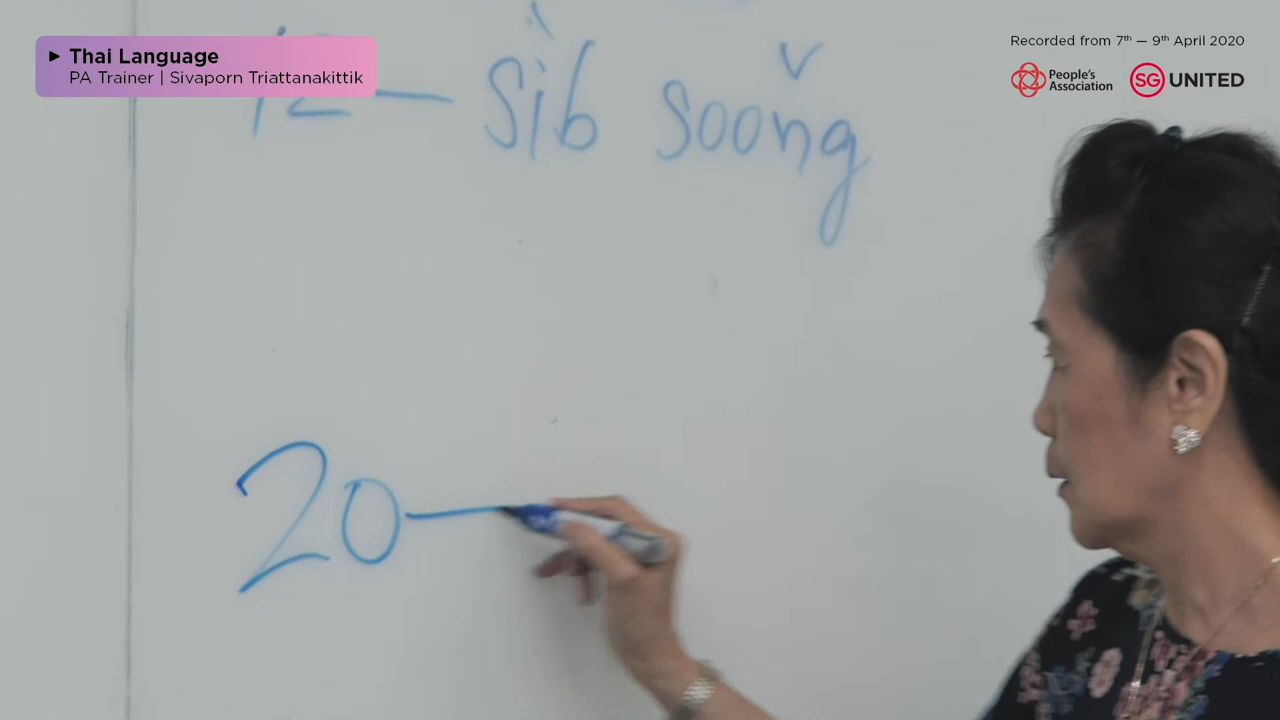 ► Thai Language
PA Trainer | Sivaporn Triattanakittik
Recorded from 7ᵗʰ — 9ᵗʰ April 2020
People's Association
SG UNITED
12 — sìb soong
20 —